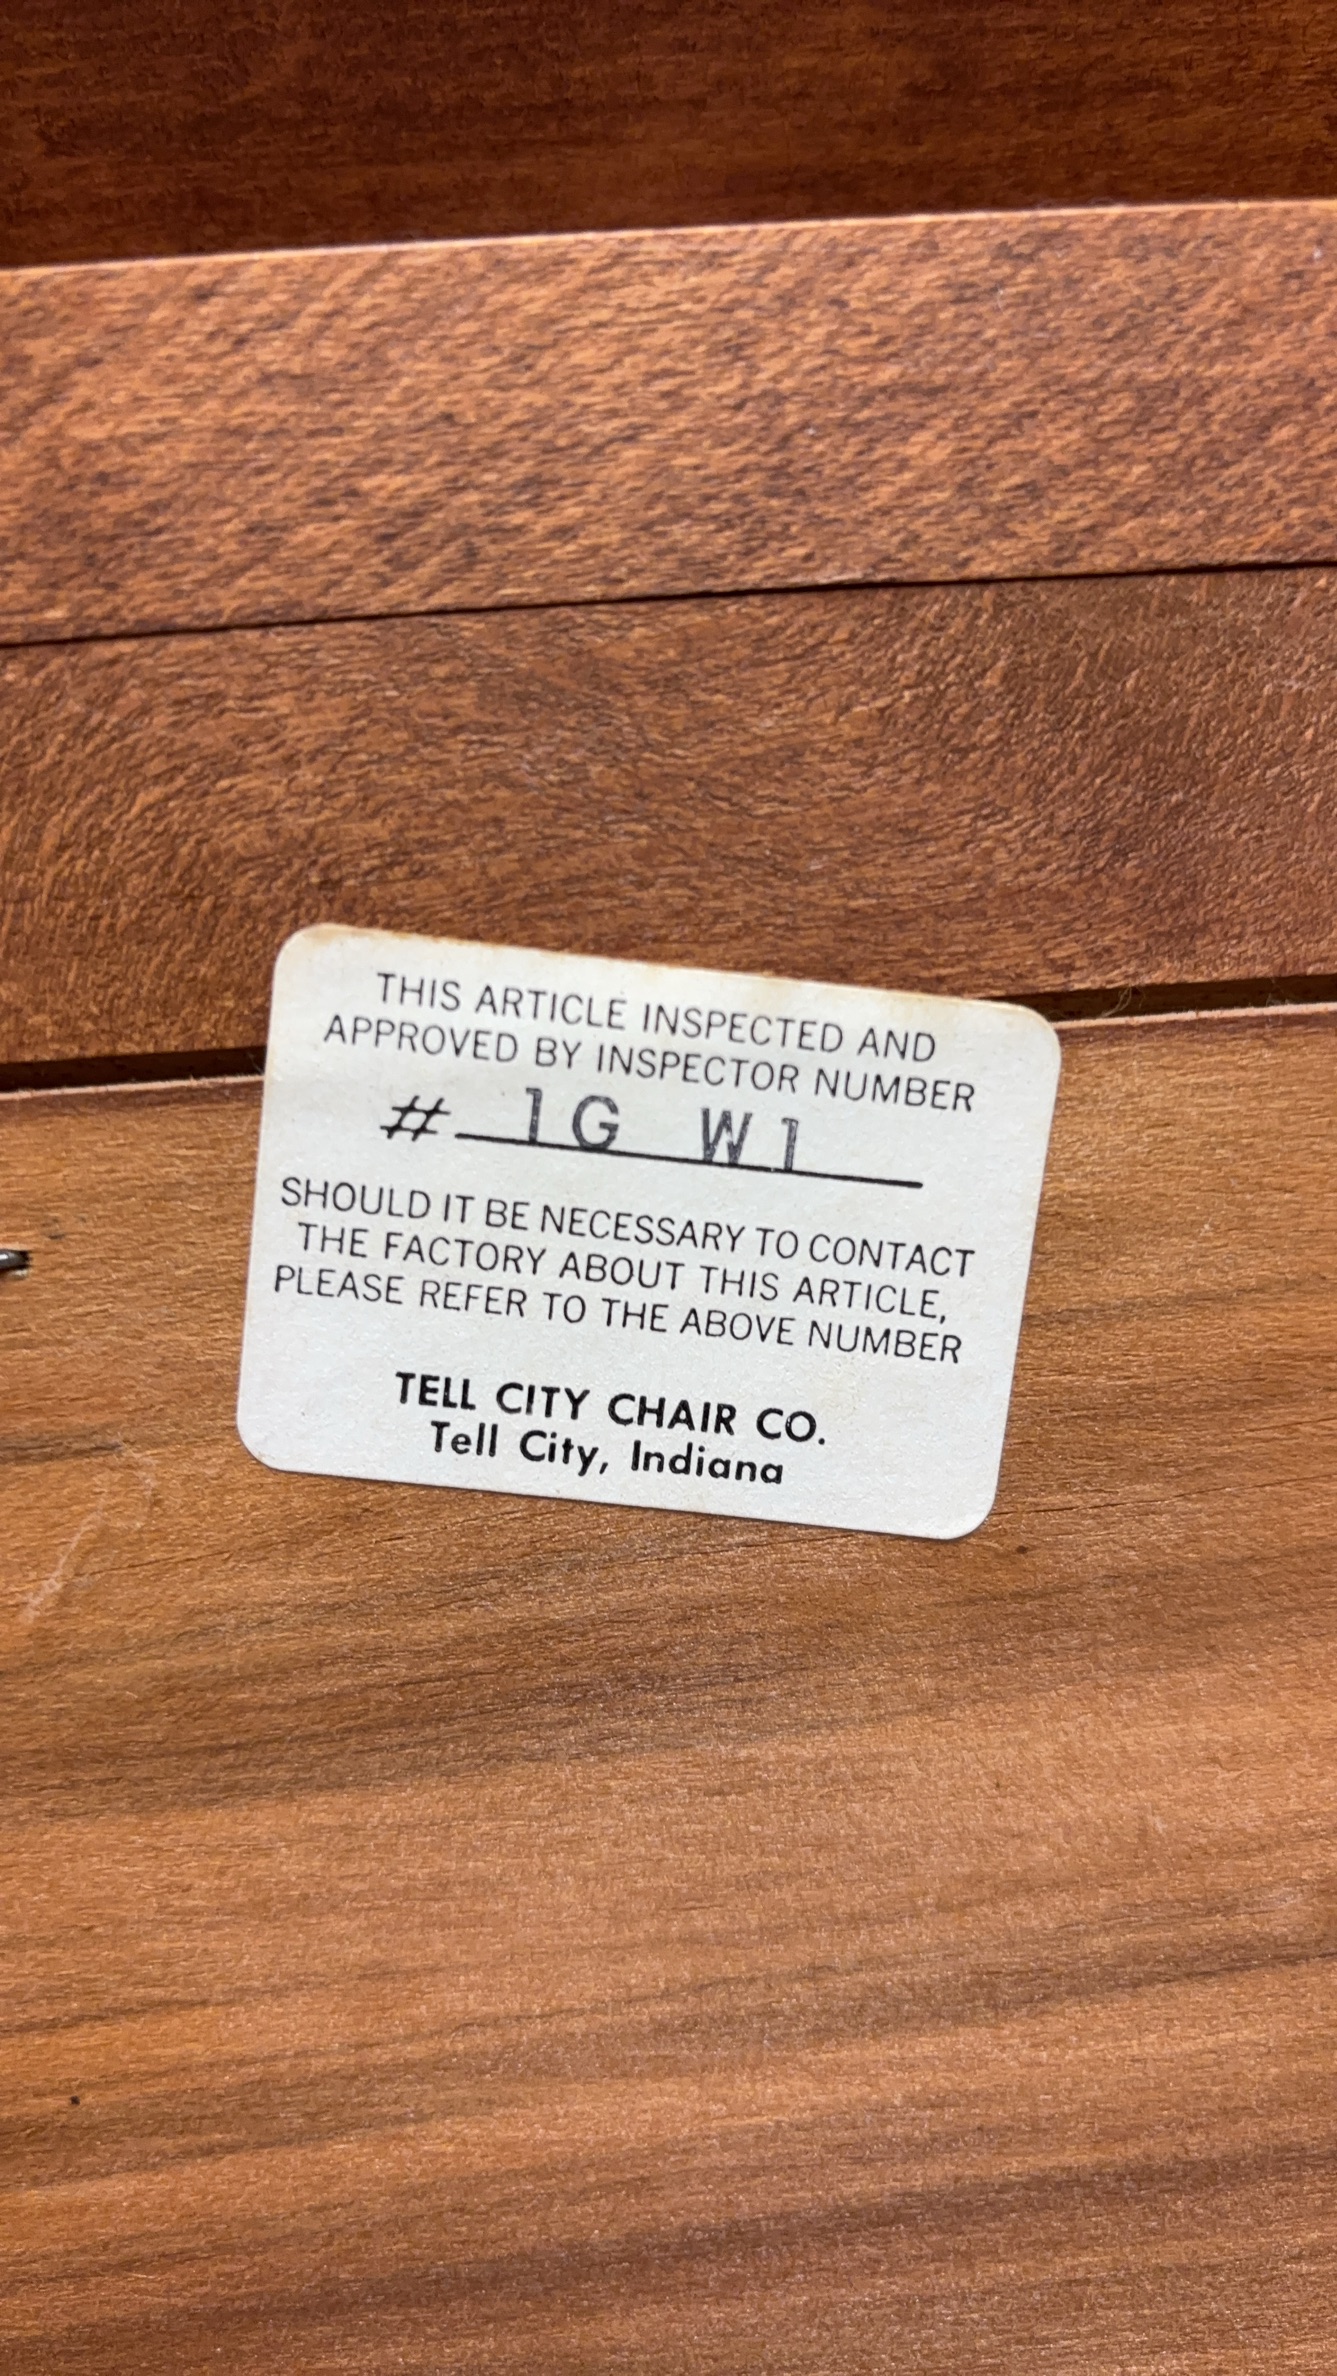 THIS ARTICLE INSPECTED AND
APPROVED BY INSPECTOR NUMBER
# 1G W1
SHOULD IT BE NECESSARY TO CONTACT
THE FACTORY ABOUT THIS ARTICLE,
PLEASE REFER TO THE ABOVE NUMBER
TELL CITY CHAIR CO.
Tell City, Indiana